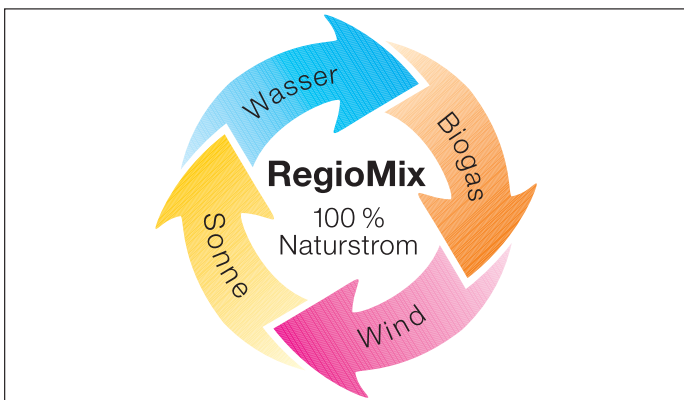 Wasser
Biogas
RegioMix
100 %
Naturstrom
Sonne
Wind